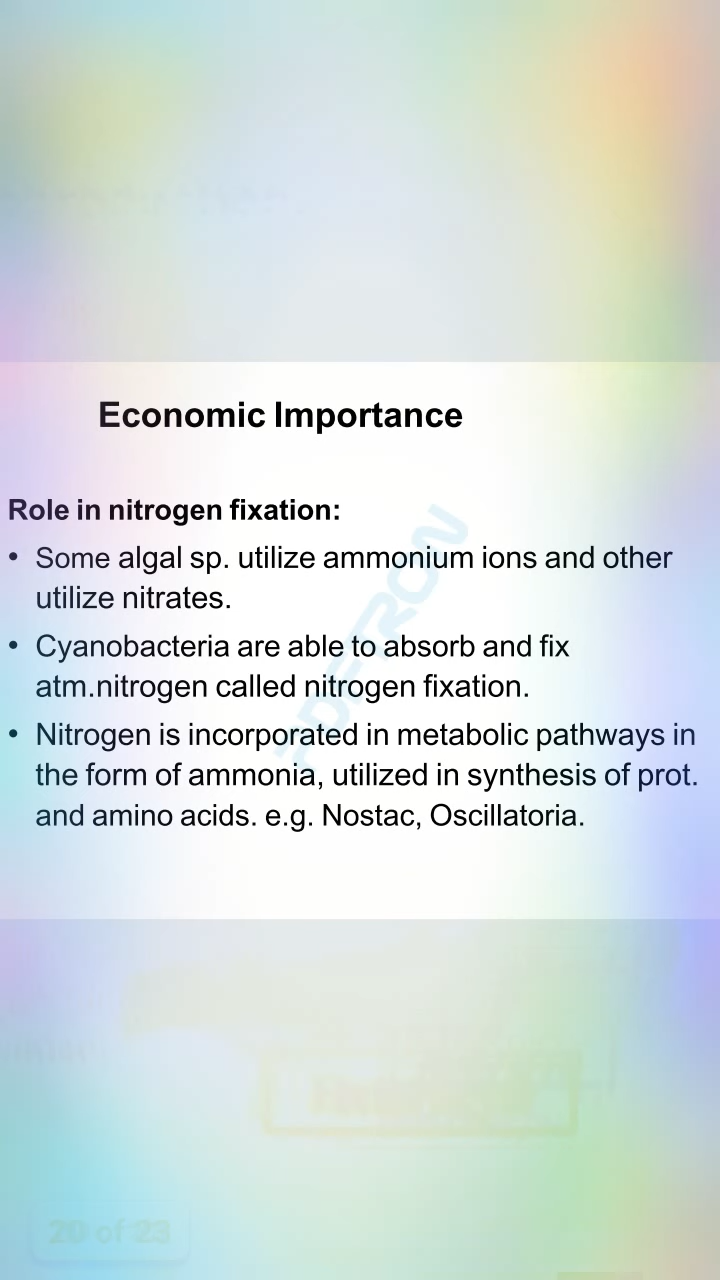 Economic Importance
Role in nitrogen fixation:
• Some algal sp. utilize ammonium ions and other
utilize nitrates.
• Cyanobacteria are able to absorb and fix
atm.nitrogen called nitrogen fixation.
• Nitrogen is incorporated in metabolic pathways in
the form of ammonia, utilized in synthesis of prot.
and amino acids. e.g. Nostac, Oscillatoria.
PDFTRON
20 of 23